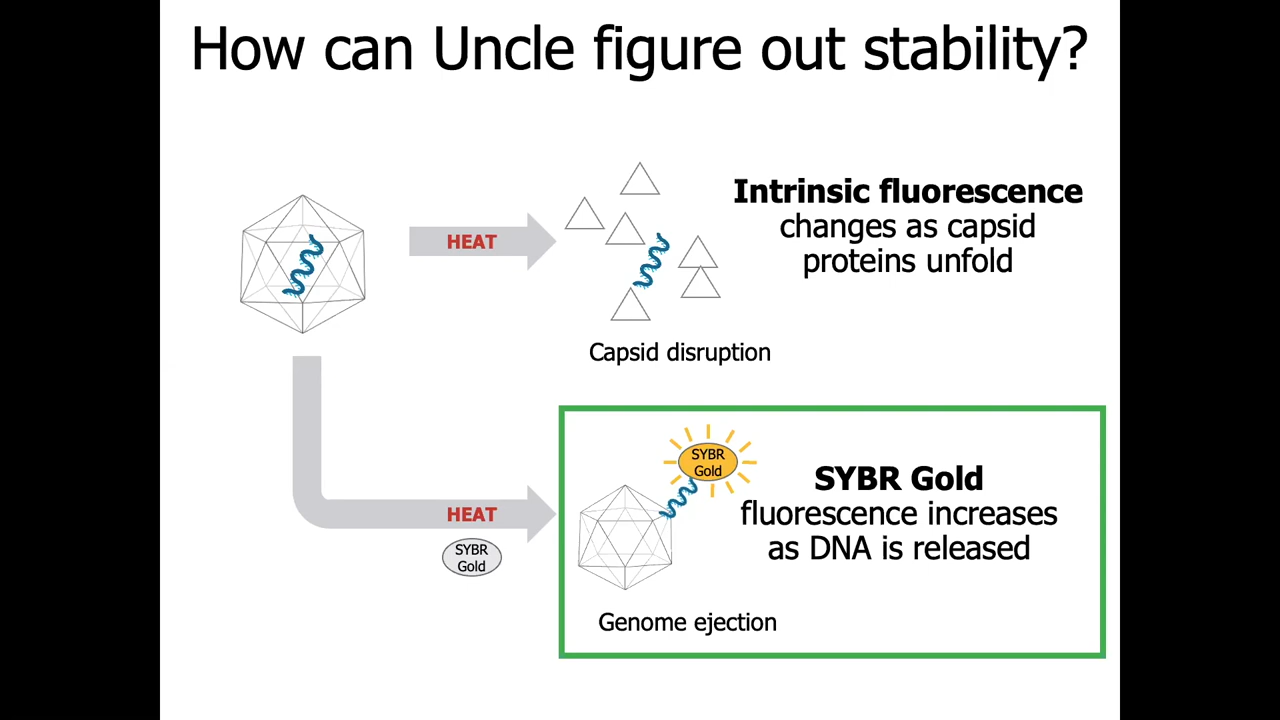 How can Uncle figure out stability?
HEAT
Intrinsic fluorescence
changes as capsid
proteins unfold
Capsid disruption
HEAT
SYBR
Gold
SYBR
Gold
SYBR Gold
fluorescence increases
as DNA is released
Genome ejection